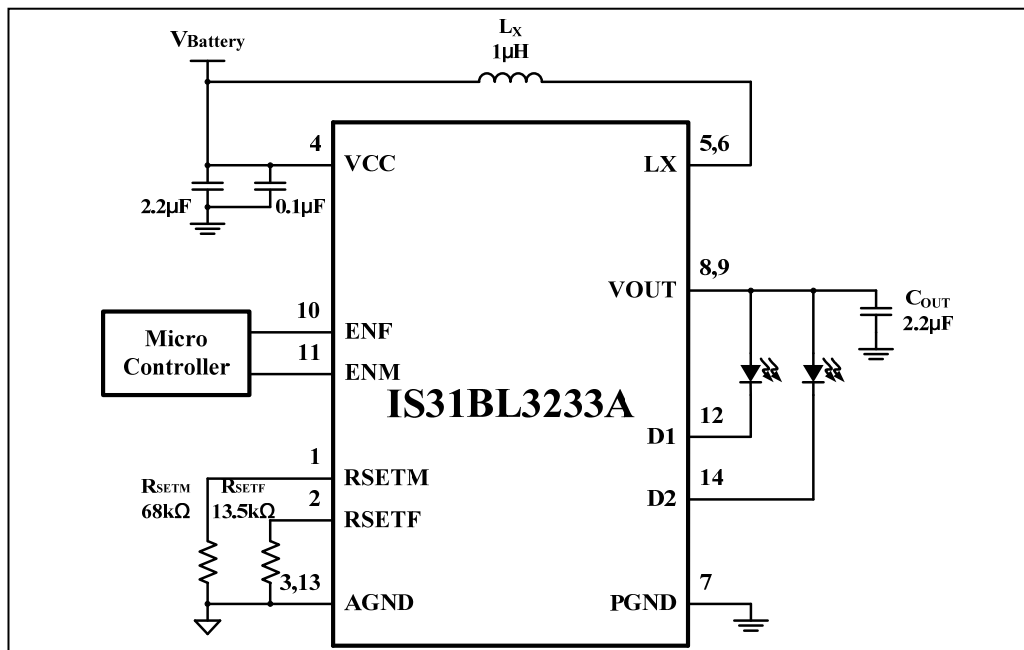 VBattery
LX
1µH
4
VCC
5,6
LX
2.2µF
0.1µF
8,9
VOUT
COUT
2.2µF
10
ENF
Micro
Controller
11
ENM
IS31BL3233A
12
D1
1
RSETM
14
D2
RSETM
68kΩ
RSETF
13.5kΩ
2
RSETF
3,13
AGND
7
PGND